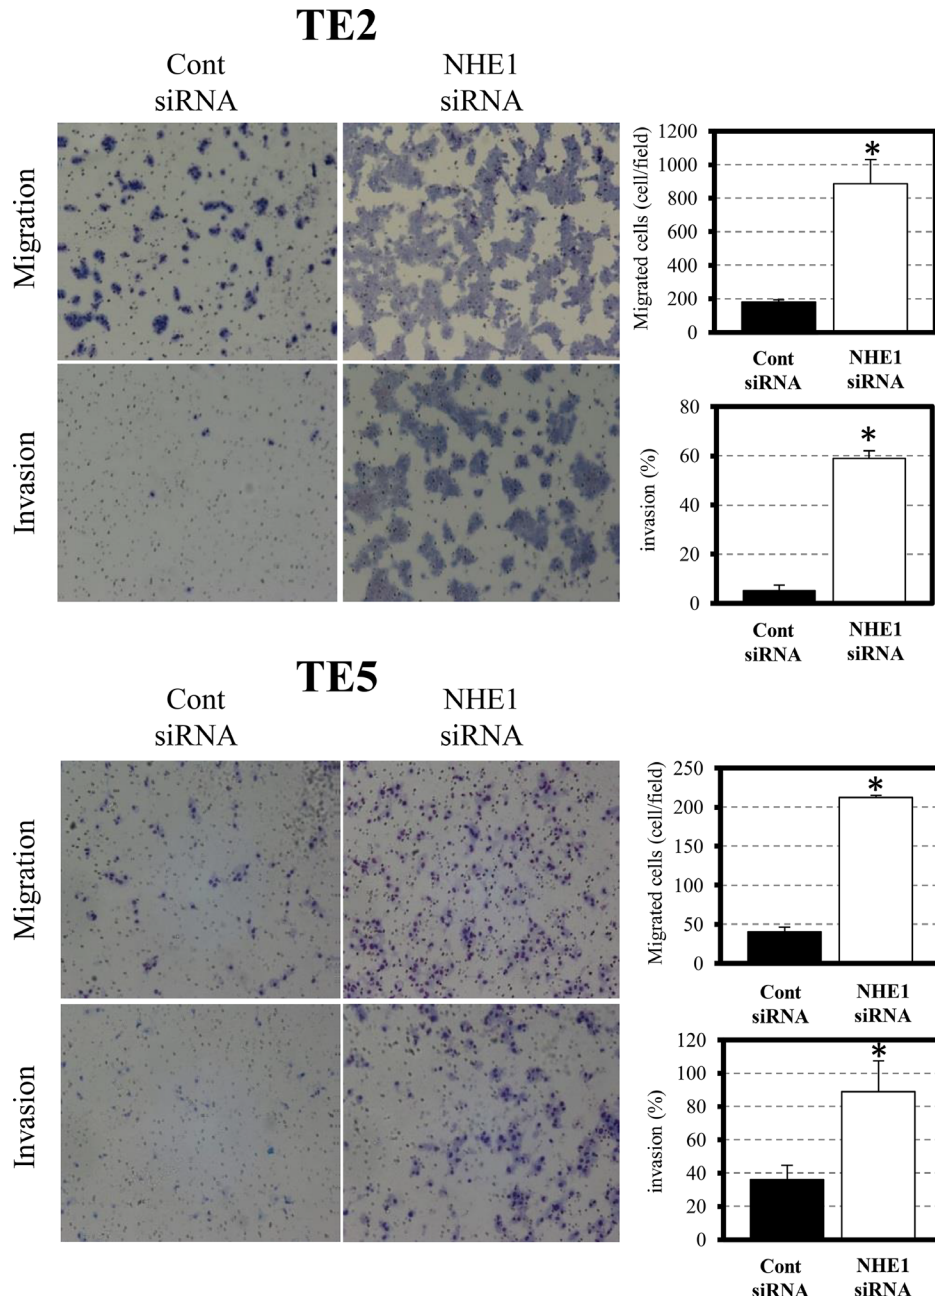 TE2
Cont
siRNA
NHE1
siRNA
Migration
Migrated cells (cell/field)
1200
1000
800
600
400
200
0
*
Cont
siRNA
NHE1
siRNA
Invasion
invasion (%)
80
60
40
20
0
*
Cont
siRNA
NHE1
siRNA
TE5
Cont
siRNA
NHE1
siRNA
Migration
Migrated cells (cell/field)
250
200
150
100
50
0
*
Cont
siRNA
NHE1
siRNA
Invasion
invasion (%)
120
100
80
60
40
20
0
*
Cont
siRNA
NHE1
siRNA